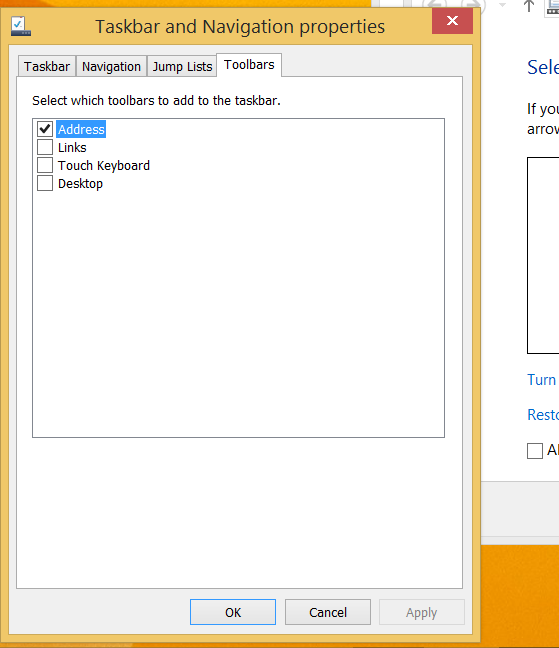 Taskbar and Navigation properties
Taskbar Navigation Jump Lists Toolbars
Select which toolbars to add to the taskbar.
Address
Links
Touch Keyboard
Desktop
OK Cancel Apply
Sele
If you
arrow
Turn
Resto
Al